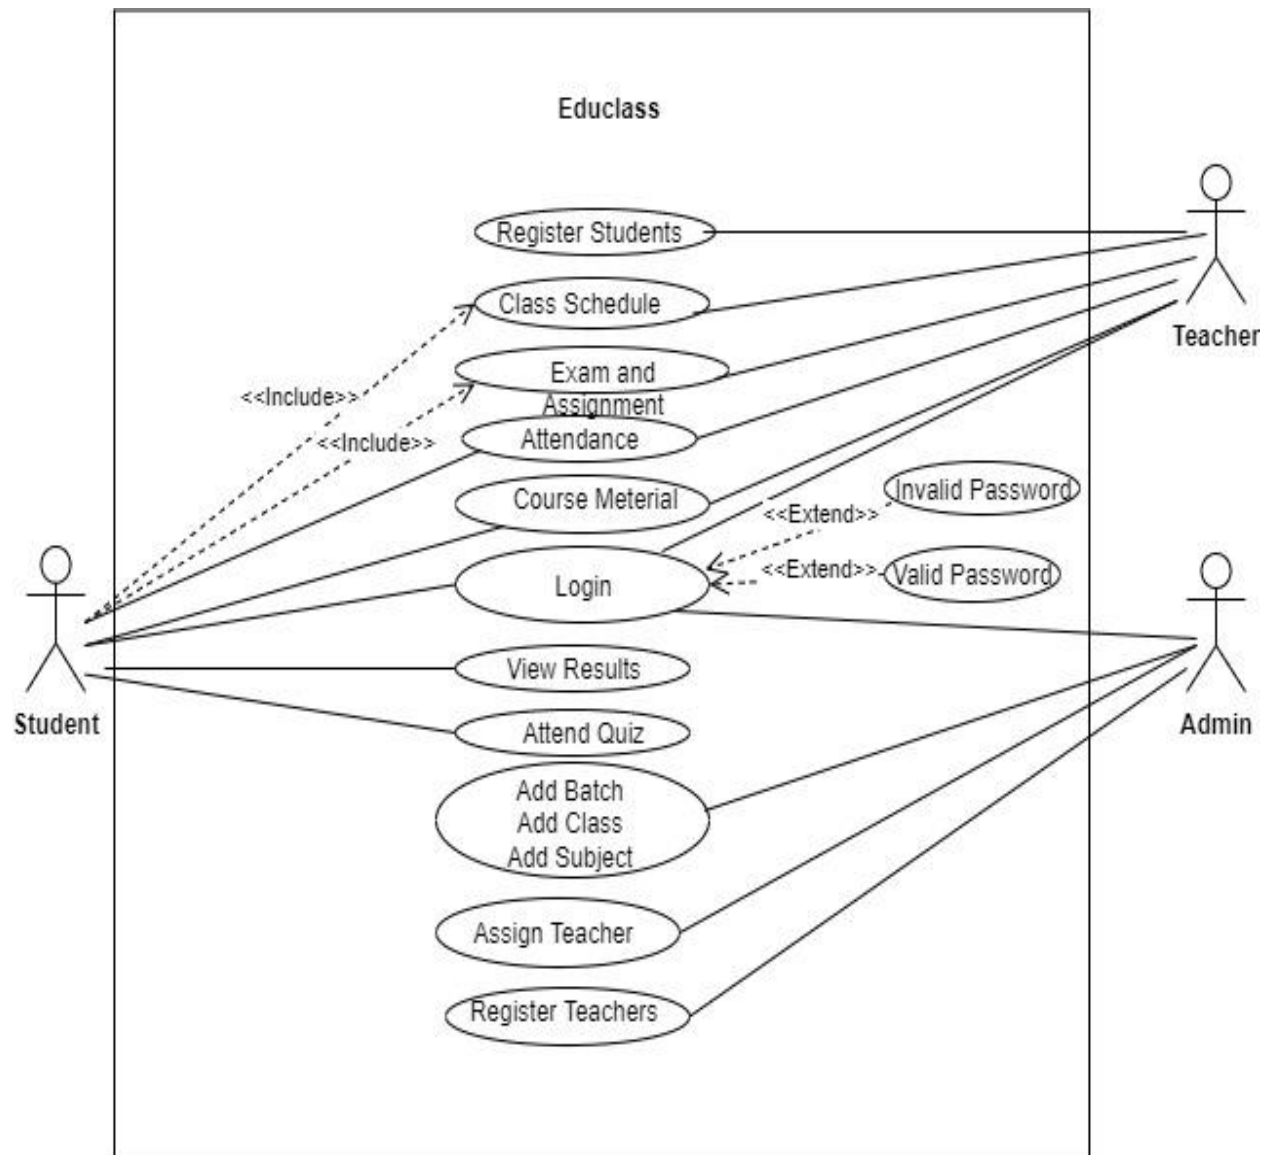 Educlass
Register Students
Class Schedule
Teacher
Exam and
<<Include>>
Assignment
<<Include>>
Attendance
Course Meterial
Invalid Password
<<Extend>>
<<Extend>>
Valid Password
Login
View Results
Student
Admin
Attend Quiz
Add Batch
Add Class
Add Subject
Assign Teacher
Register Teachers